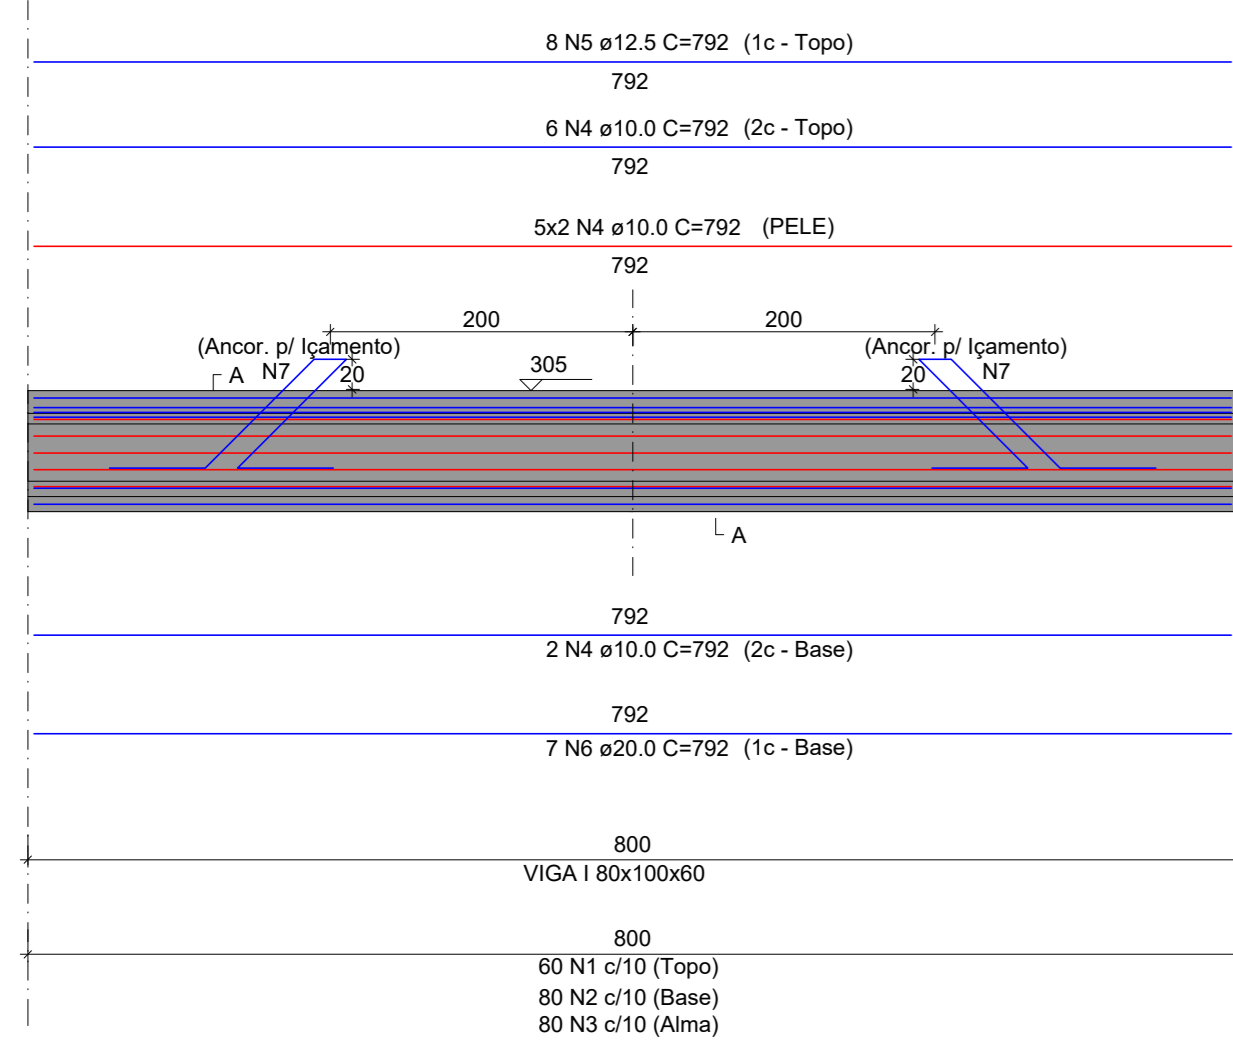 8 N5 ø12.5 C=792 (1c - Topo)
792
6 N4 ø10.0 C=792 (2c - Topo)
792
5x2 N4 ø10.0 C=792 (PELE)
792
200
200
(Ancor. p/ Içamento)
(Ancor. p/ Içamento)
A
N7
20
305
20
N7
A
792
2 N4 ø10.0 C=792 (2c - Base)
792
7 N6 ø20.0 C=792 (1c - Base)
800
VIGA I 80x100x60
800
60 N1 c/10 (Topo)
80 N2 c/10 (Base)
80 N3 c/10 (Alma)